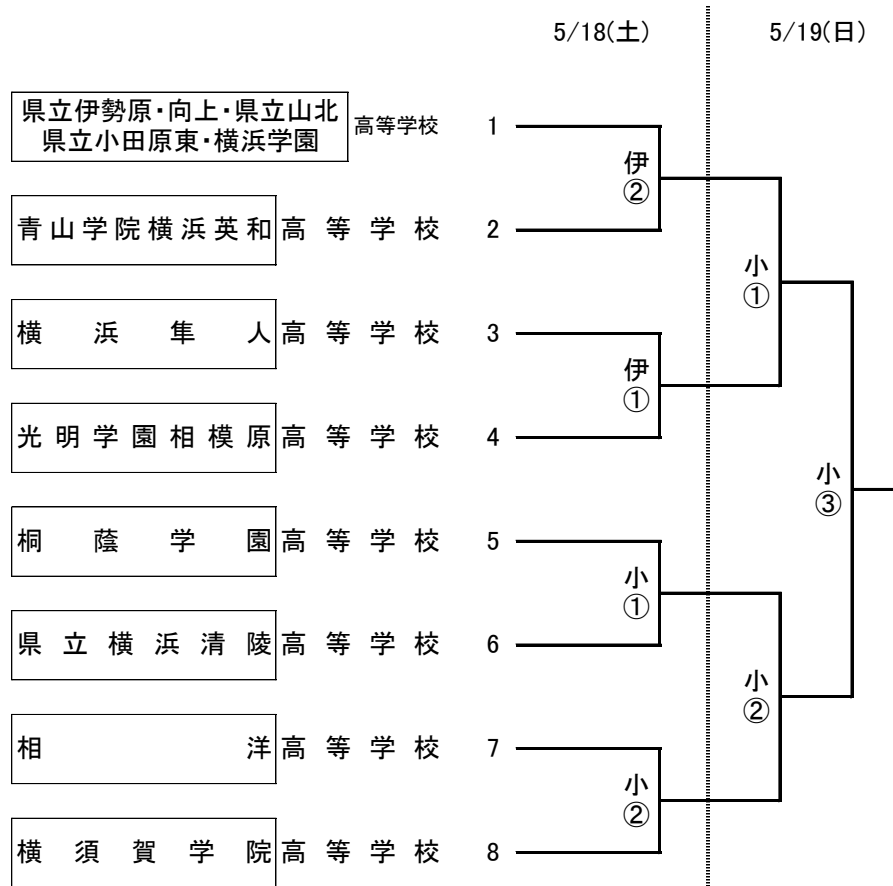 5/18(土) 5/19(日)
県立伊勢原・向上・県立山北
県立小田原東・横浜学園
高等学校 1
伊
②
青山学院横浜英和高等学校 2
小
①
横浜隼人高等学校 3
伊
①
光明学園相模原高等学校 4
小
③
桐蔭学園高等学校 5
小
①
県立横浜清陵高等学校 6
小
②
相洋高等学校 7
小
②
横須賀学院高等学校 8